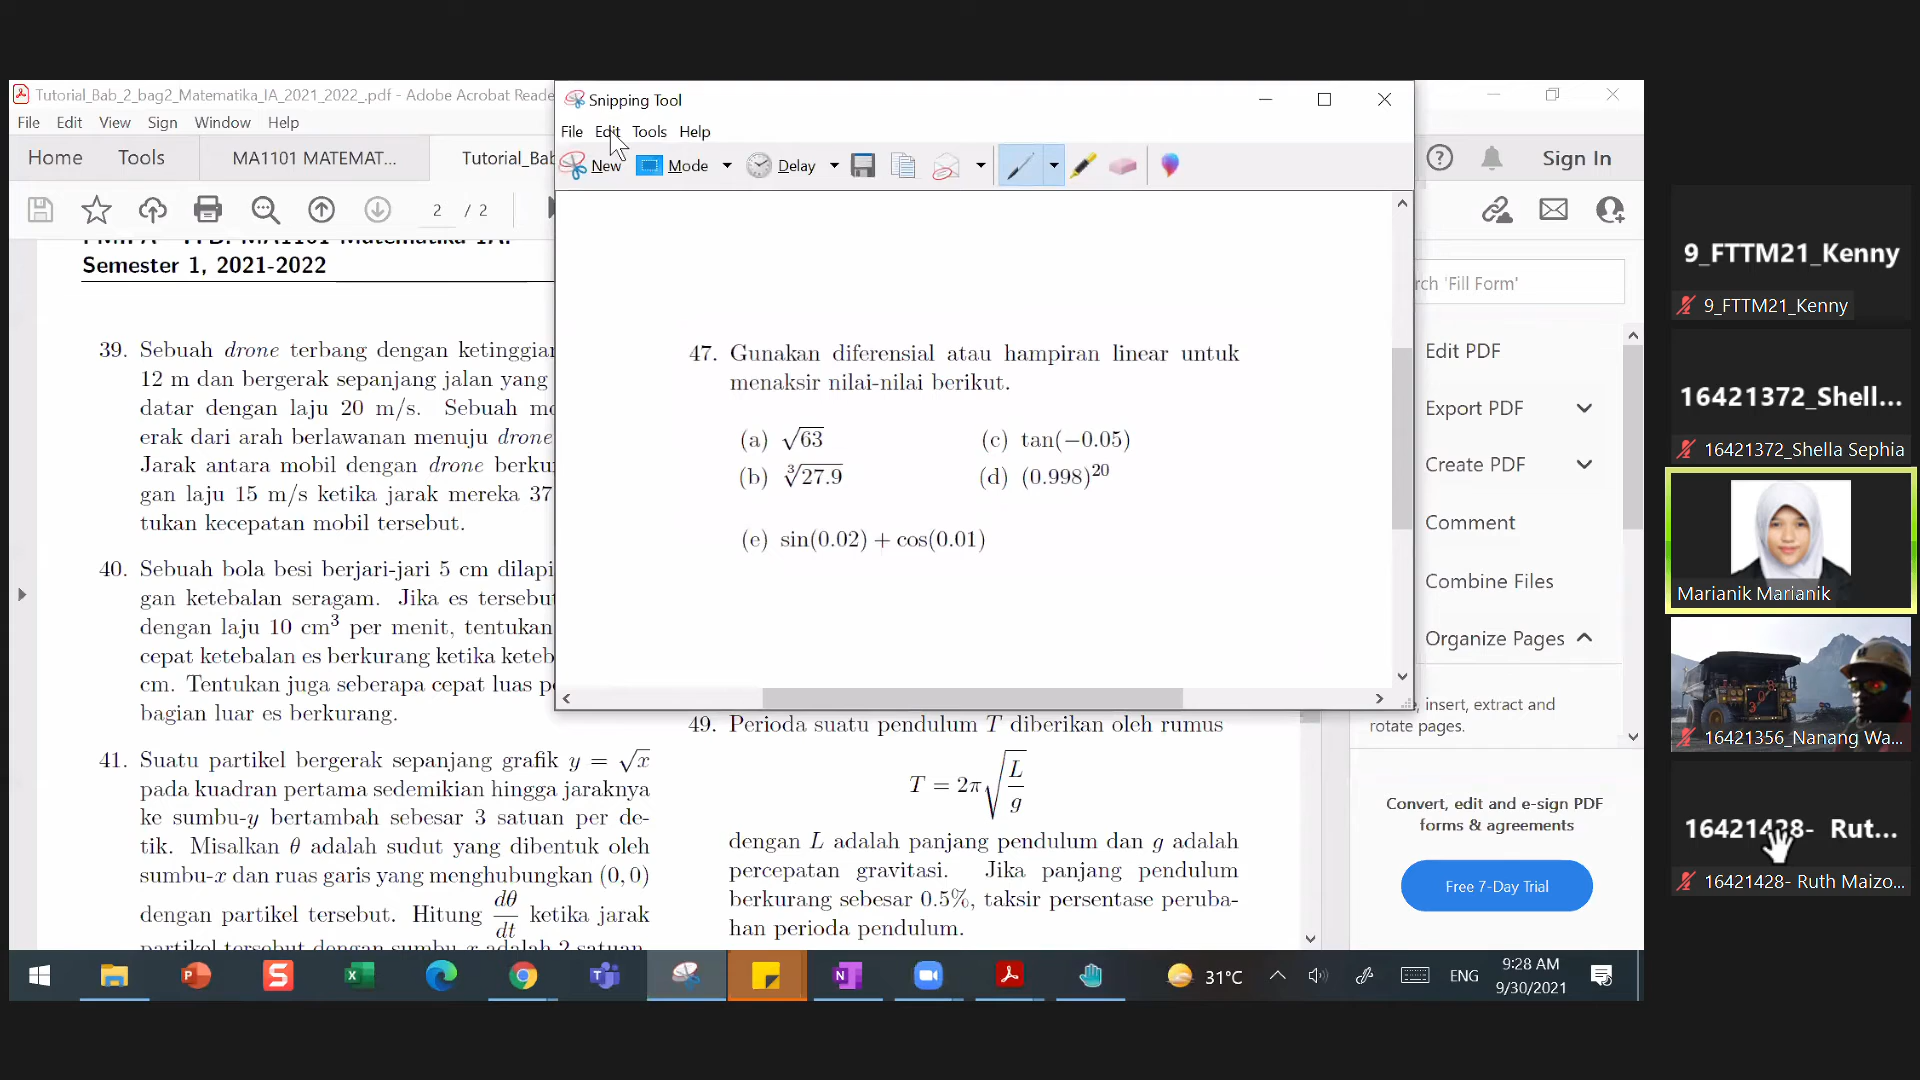 Tutorial_Bab_2_bag2_Matematika_IA_2021_2022_.pdf - Adobe Acrobat Reade
File Edit View Sign Window Help
Home Tools MA1101 MATEMAT... Tutorial_Bab
Sign In
2 / 2
Semester 1, 2021-2022
39. Sebuah drone terbang dengan ketinggian
12 m dan bergerak sepanjang jalan yang
datar dengan laju 20 m/s. Sebuah mo
erak dari arah berlawanan menuju drone
Jarak antara mobil dengan drone berku
gan laju 15 m/s ketika jarak mereka 37
tukan kecepatan mobil tersebut.
40. Sebuah bola besi berjari-jari 5 cm dilapi
gan ketebalan seragam. Jika es tersebut
dengan laju 10 cm³ per menit, tentukan
cepat ketebalan es berkurang ketika keteb
cm. Tentukan juga seberapa cepat luas p
bagian luar es berkurang.
41. Suatu partikel bergerak sepanjang grafik y = √x
pada kuadran pertama sedemikian hingga jaraknya
ke sumbu-y bertambah sebesar 3 satuan per de-
tik. Misalkan θ adalah sudut yang dibentuk oleh
sumbu-x dan ruas garis yang menghubungkan (0, 0)
dengan partikel tersebut. Hitung dθ/dt ketika jarak
partikel tersebut dengan sumbu-x adalah 2 satuan.
Snipping Tool
File Edit Tools Help
New Mode Delay
47. Gunakan diferensial atau hampiran linear untuk
menaksir nilai-nilai berikut.
(a) √63 (c) tan(−0.05)
(b) ∛27.9 (d) (0.998)²⁰
(e) sin(0.02) + cos(0.01)
49. Perioda suatu pendulum T diberikan oleh rumus
T = 2π√(L/g)
dengan L adalah panjang pendulum dan g adalah
percepatan gravitasi. Jika panjang pendulum
berkurang sebesar 0.5%, taksir persentase peruba-
han perioda pendulum.
rch 'Fill Form'
Edit PDF
Export PDF
Create PDF
Comment
Combine Files
Organize Pages
, insert, extract and
rotate pages.
Convert, edit and e-sign PDF
forms & agreements
Free 7-Day Trial
9_FTTM21_Kenny
9_FTTM21_Kenny
16421372_Shell...
16421372_Shella Sephia
Marianik Marianik
16421356_Nanang Wa...
16421428- Rut...
16421428- Ruth Maizo...
31°C
ENG
9:28 AM
9/30/2021